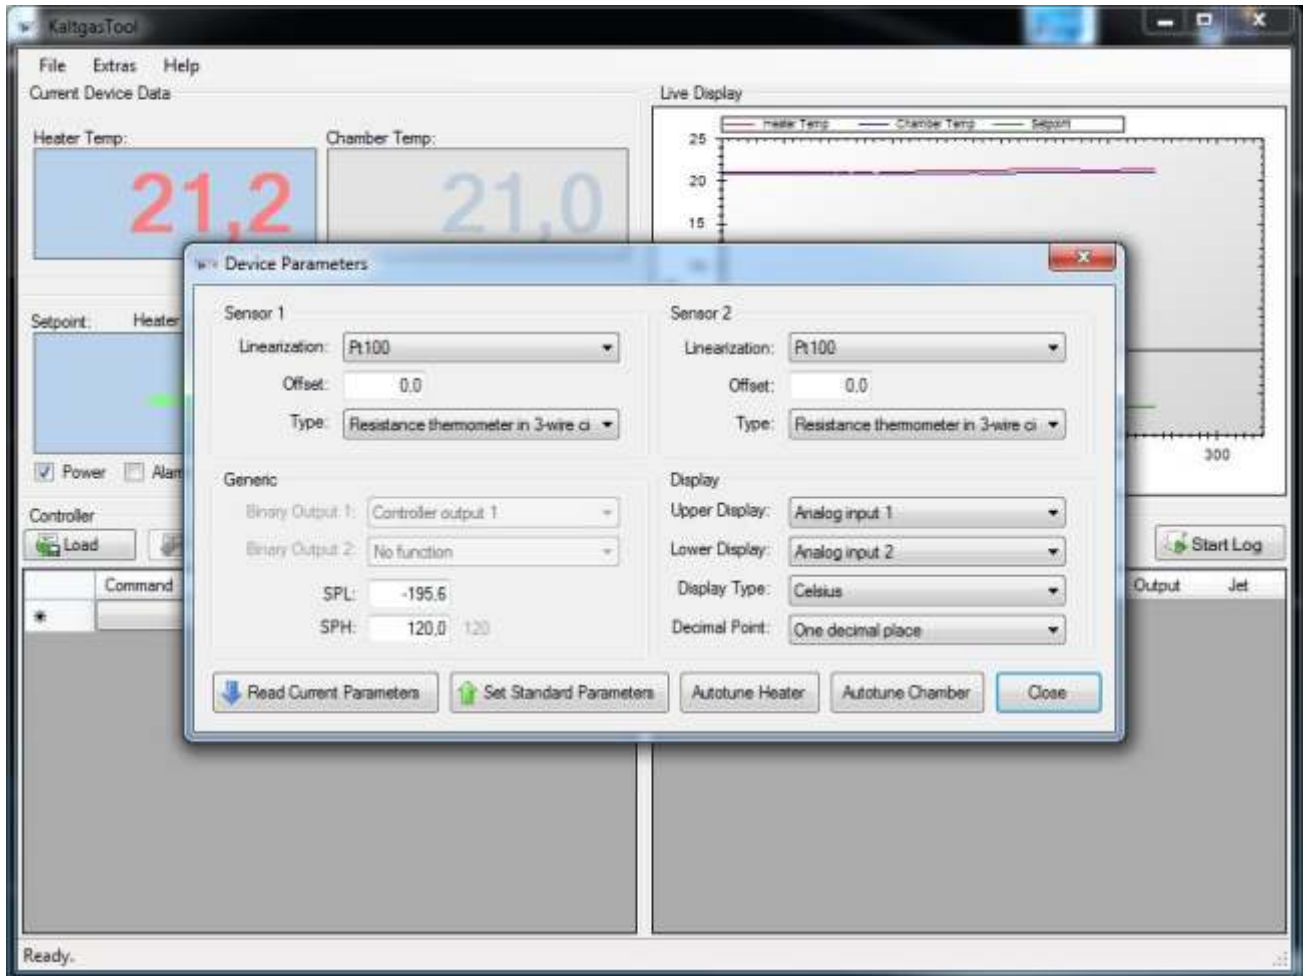 KaltgasTool
File Extras Help
Current Device Data
Heater Temp:
Chamber Temp:
21,2
21,0
Live Display
Heater Temp Chamber Temp Setpoint
25
20
15
300
Setpoint: Heater
Power Alarm
Controller
Load
Start Log
Command
Output Jet
*
Device Parameters
Sensor 1
Linearization: Pt100
Offset: 0,0
Type: Resistance thermometer in 3-wire ci
Sensor 2
Linearization: Pt100
Offset: 0,0
Type: Resistance thermometer in 3-wire ci
Generic
Binary Output 1: Controller output 1
Binary Output 2: No function
SPL: -195,6
SPH: 120,0 120
Display
Upper Display: Analog input 1
Lower Display: Analog input 2
Display Type: Celsius
Decimal Point: One decimal place
Read Current Parameters
Set Standard Parameters
Autotune Heater
Autotune Chamber
Close
Ready.